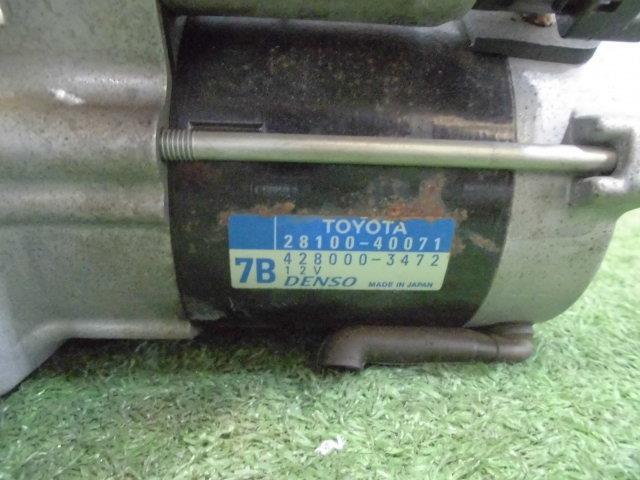 TOYOTA
28100-40071
7B 428000-3472
12V
DENSO MADE IN JAPAN